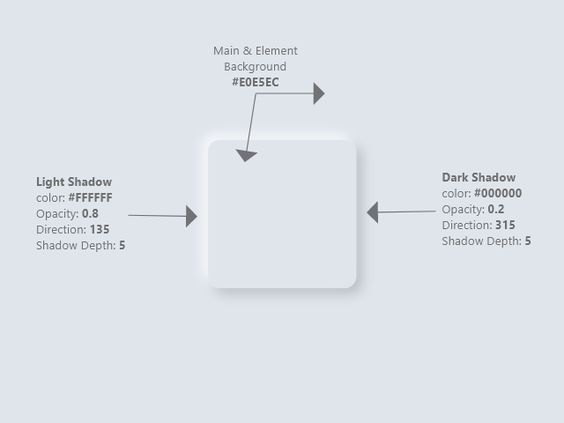 Main & Element
Background
#E0E5EC
Light Shadow
color: #FFFFFF
Opacity: 0.8
Direction: 135
Shadow Depth: 5
Dark Shadow
color: #000000
Opacity: 0.2
Direction: 315
Shadow Depth: 5